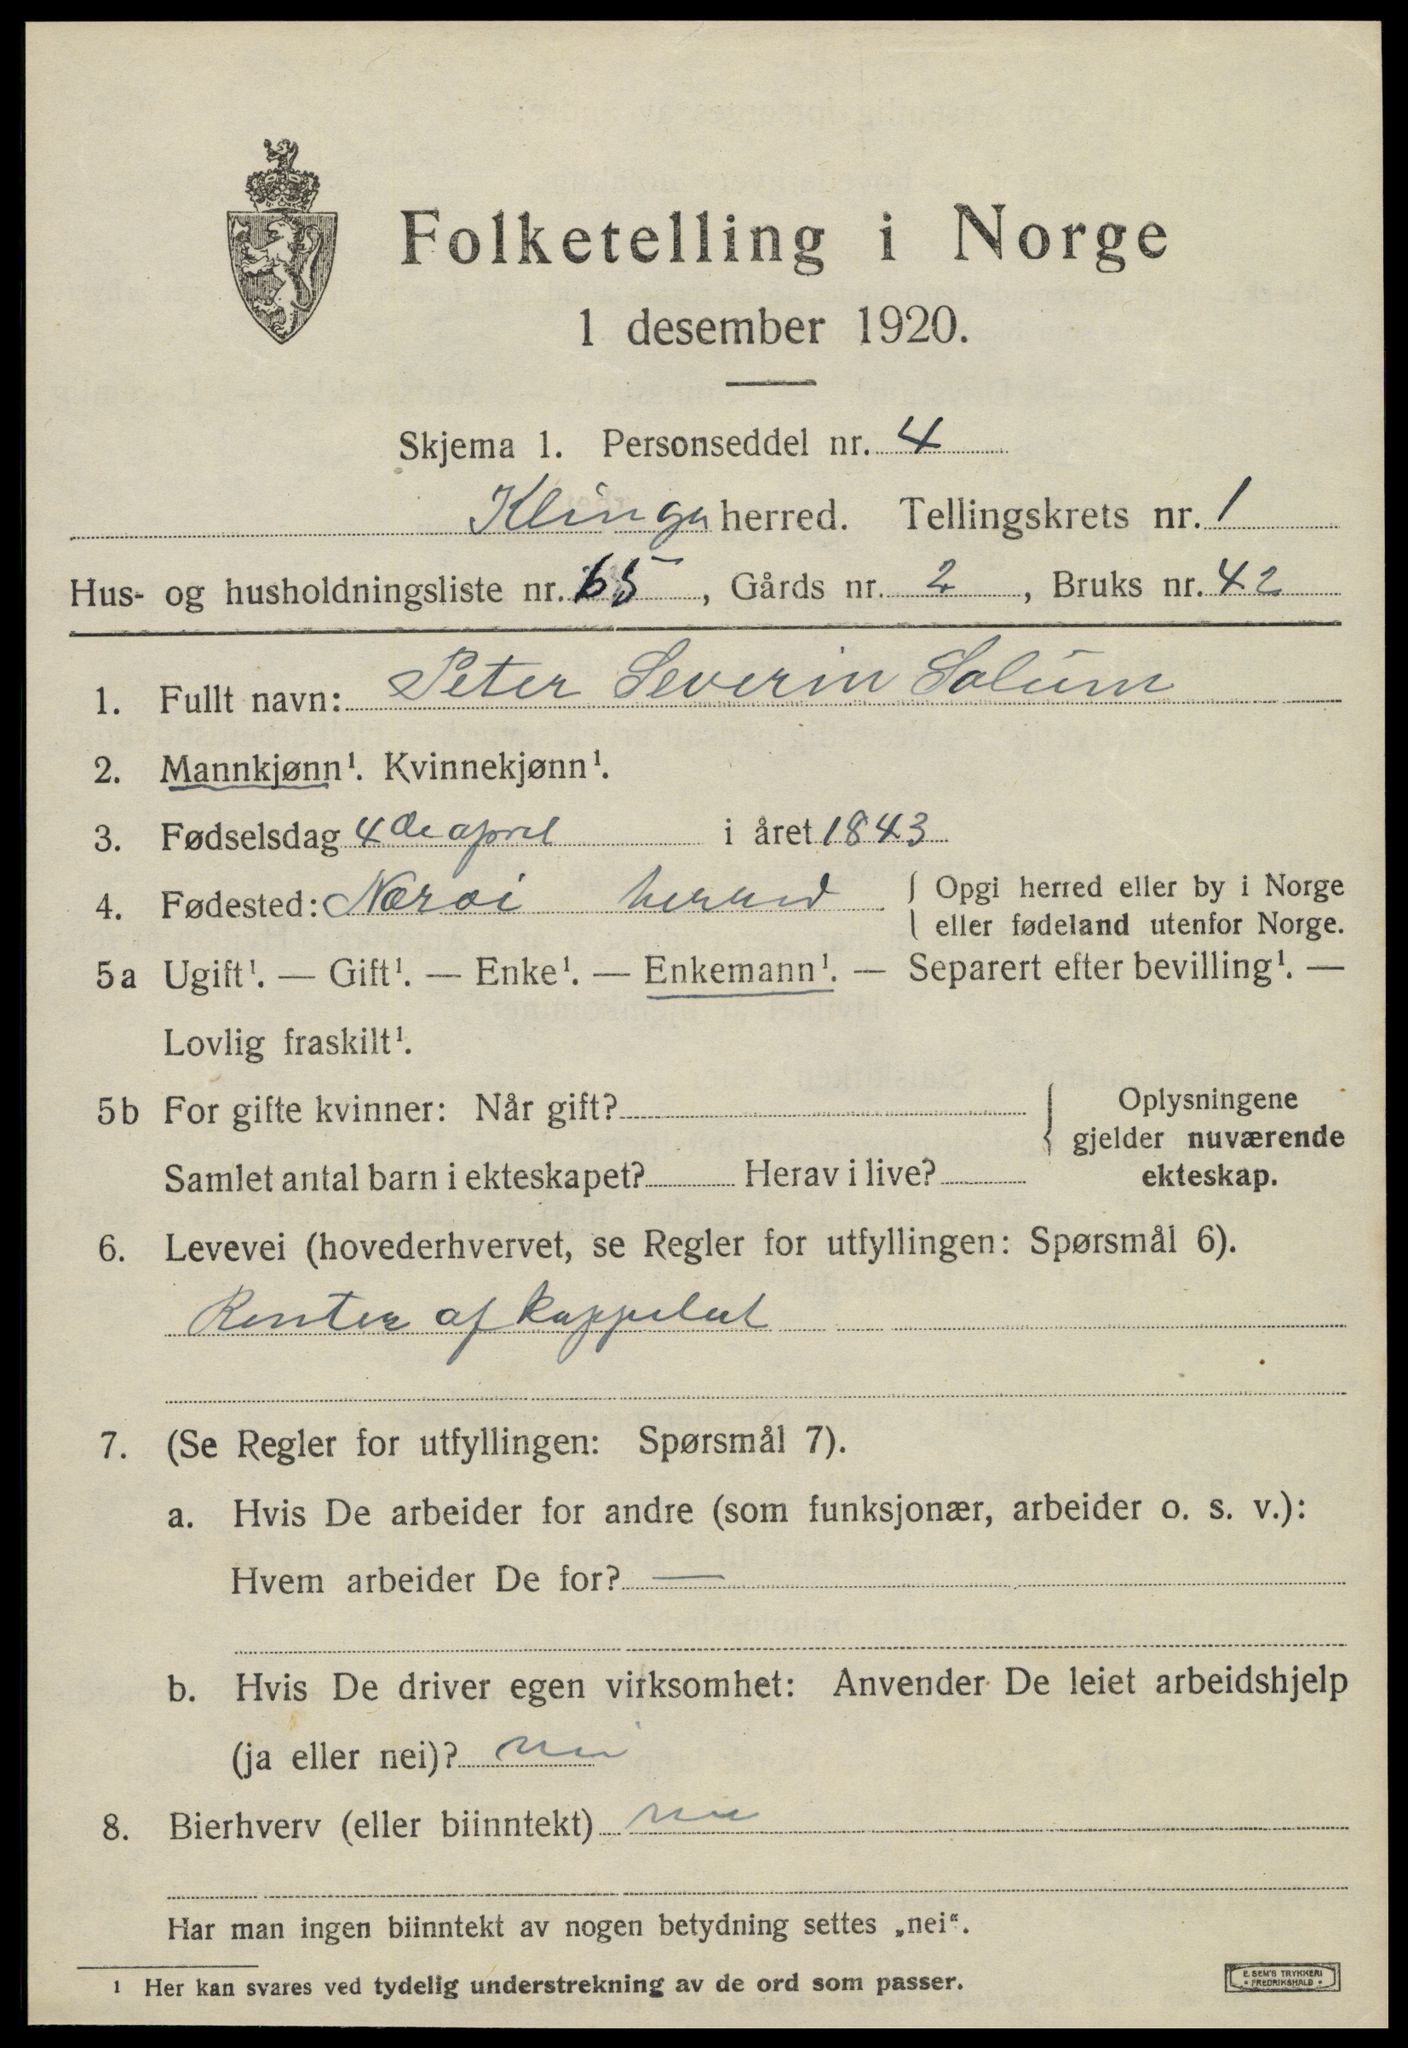 Folketelling i Norge
1 desember 1920.
Skjema 1. Personseddel nr. 4
Klinga herred. Tellingskrets nr. 1
Hus- og husholdningsliste nr. 65, Gårds nr. 2, Bruks nr. 42
1. Fullt navn: Peter Severin Solum
2. Mannkjønn¹. Kvinnekjønn¹.
3. Fødselsdag 4de april i året 1843
4. Fødested: Nærøi herred { Opgi herred eller by i Norge
eller fødeland utenfor Norge.
5a Ugift¹. — Gift¹. — Enke¹. — Enkemann¹. — Separert efter bevilling¹. —
Lovlig fraskilt¹.
5b For gifte kvinner: Når gift? { Oplysningene
gjelder nuværende
Samlet antal barn i ekteskapet? Herav i live? ekteskap.
6. Levevei (hovederhvervet, se Regler for utfyllingen: Spørsmål 6).
Renter af kappelal
7. (Se Regler for utfyllingen: Spørsmål 7).
a. Hvis De arbeider for andre (som funksjonær, arbeider o. s. v.):
Hvem arbeider De for? —
b. Hvis De driver egen virksomhet: Anvender De leiet arbeidshjelp
(ja eller nei)? nei
8. Bierhverv (eller biinntekt) nei
Har man ingen biinntekt av nogen betydning settes „nei“.
¹ Her kan svares ved tydelig understrekning av de ord som passer.
E. SEM'S TRYKKERI
• FREDRIKSHALD •